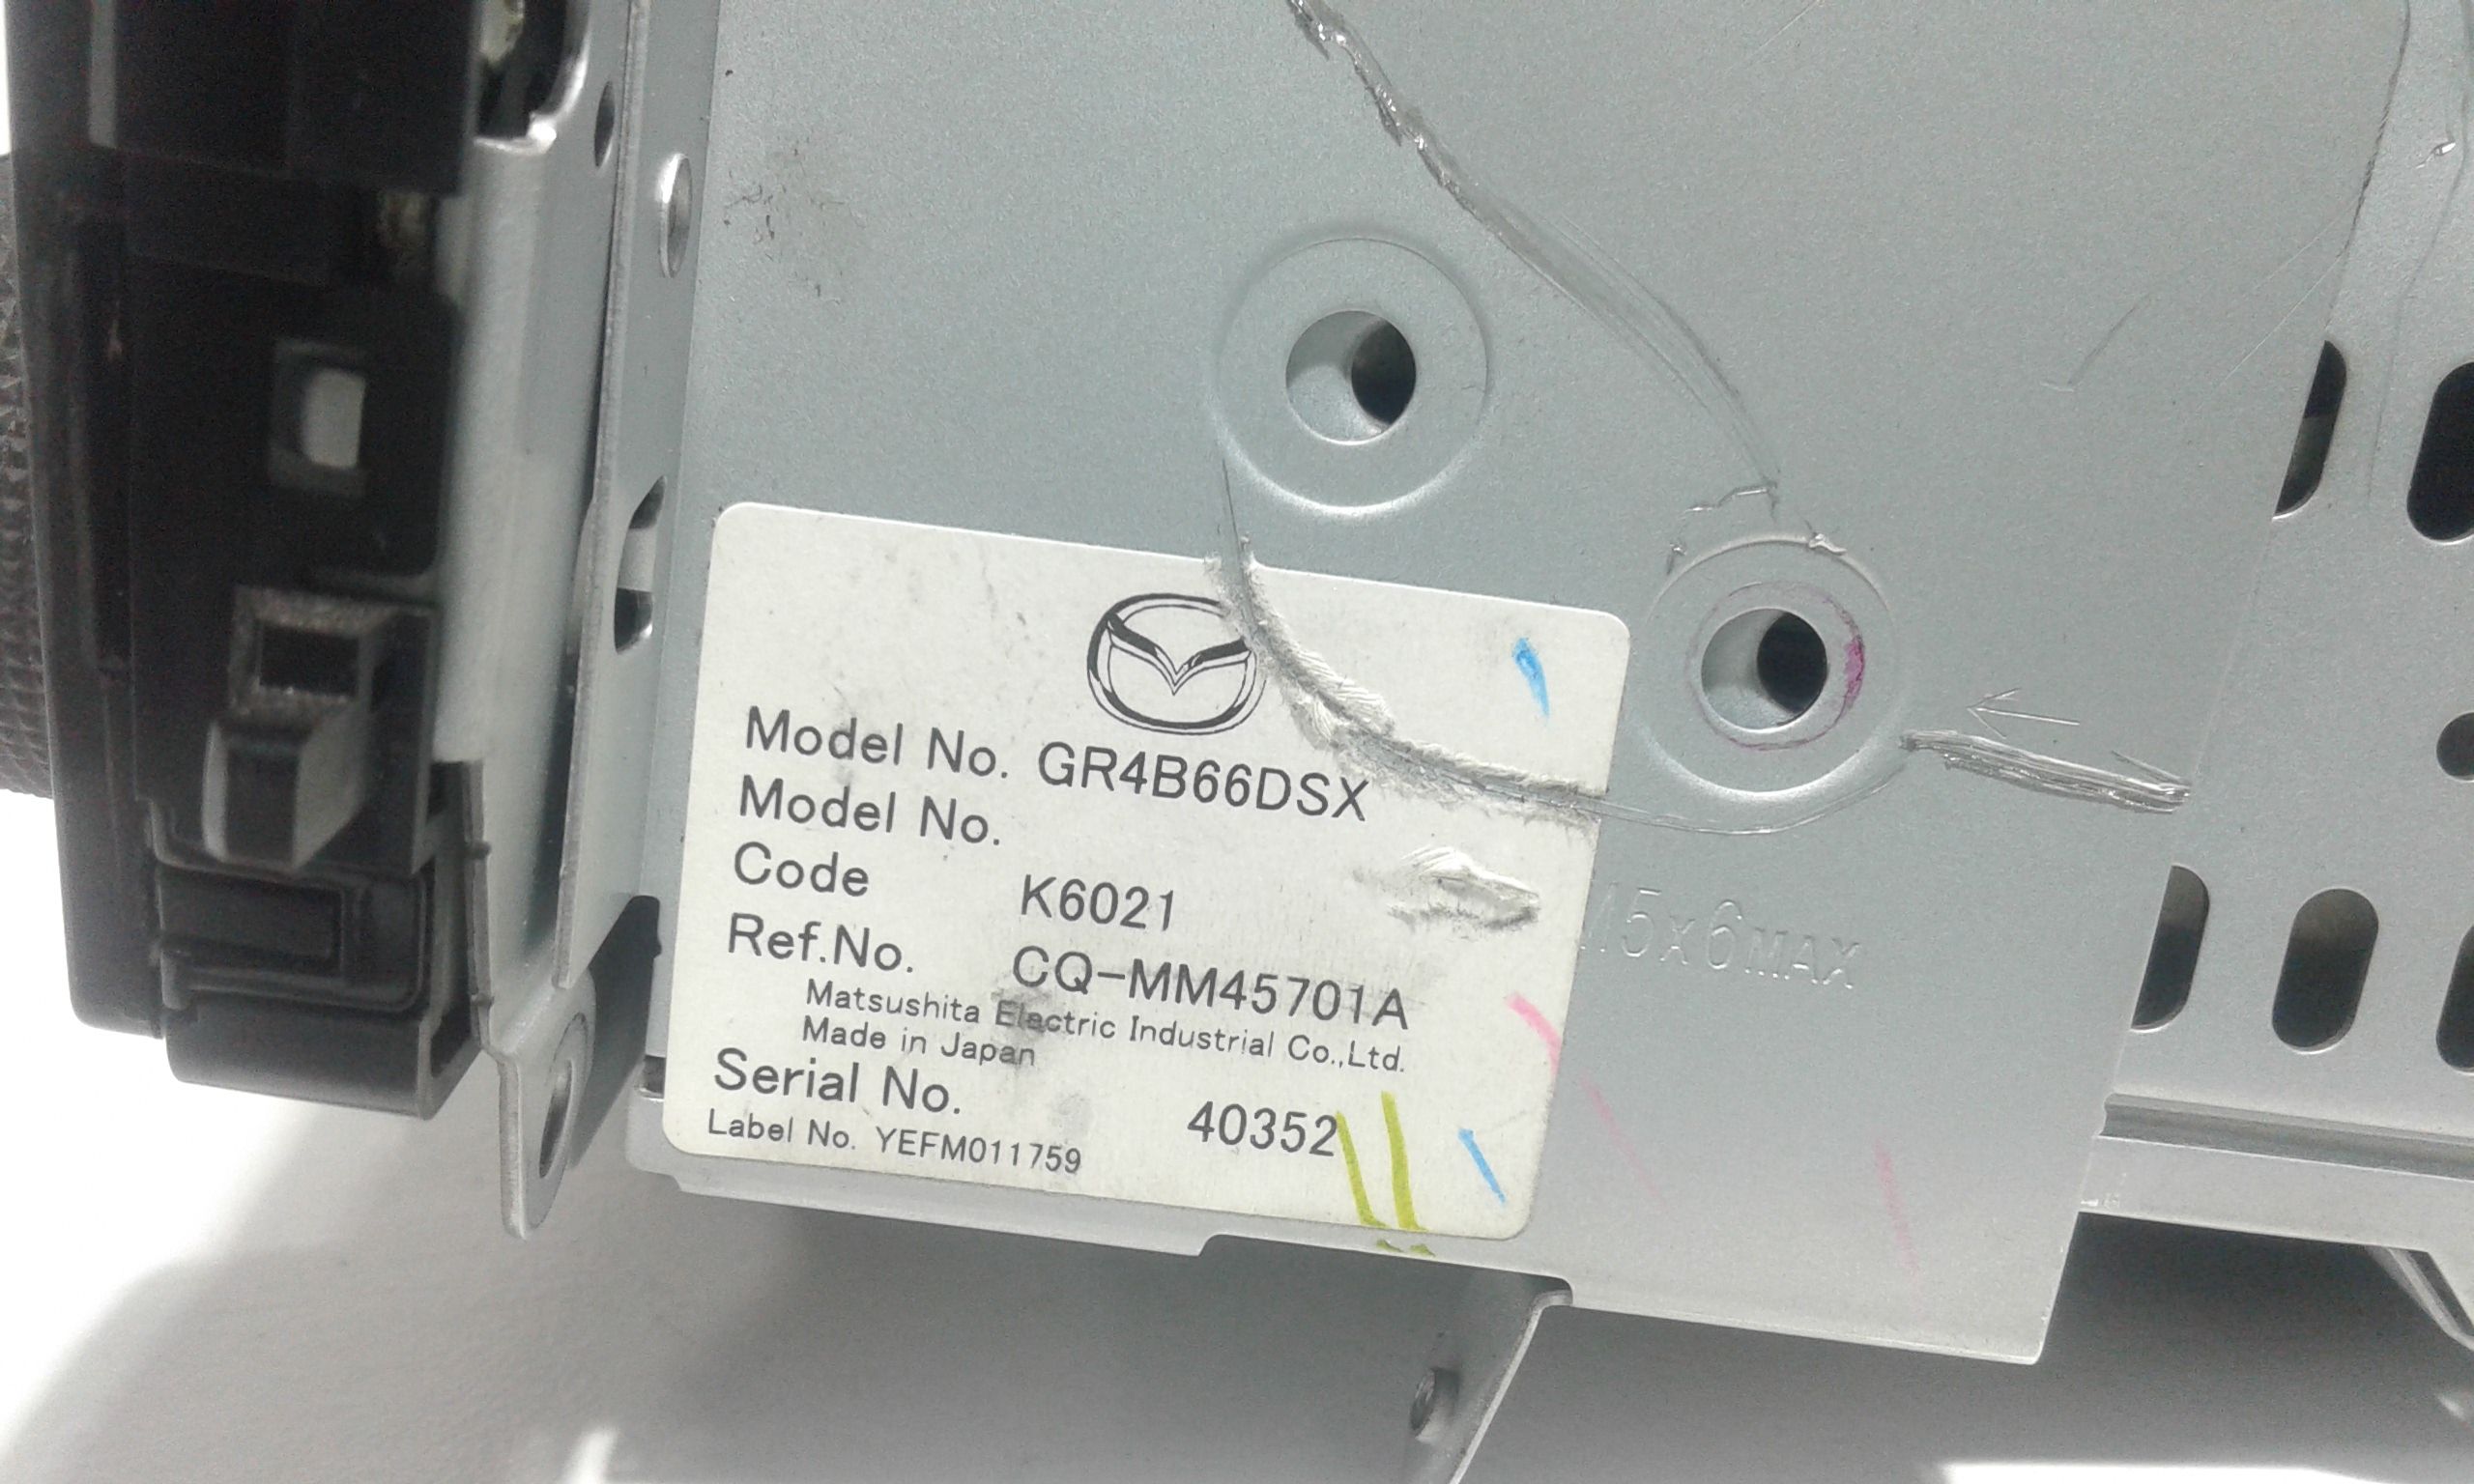 Model No. GR4B66DSX
Model No.
Code K6021
Ref.No. CQ-MM45701A
Matsushita Electric Industrial Co.,Ltd.
Made in Japan
Serial No. 40352
Label No. YEFM011759
M5x6MAX